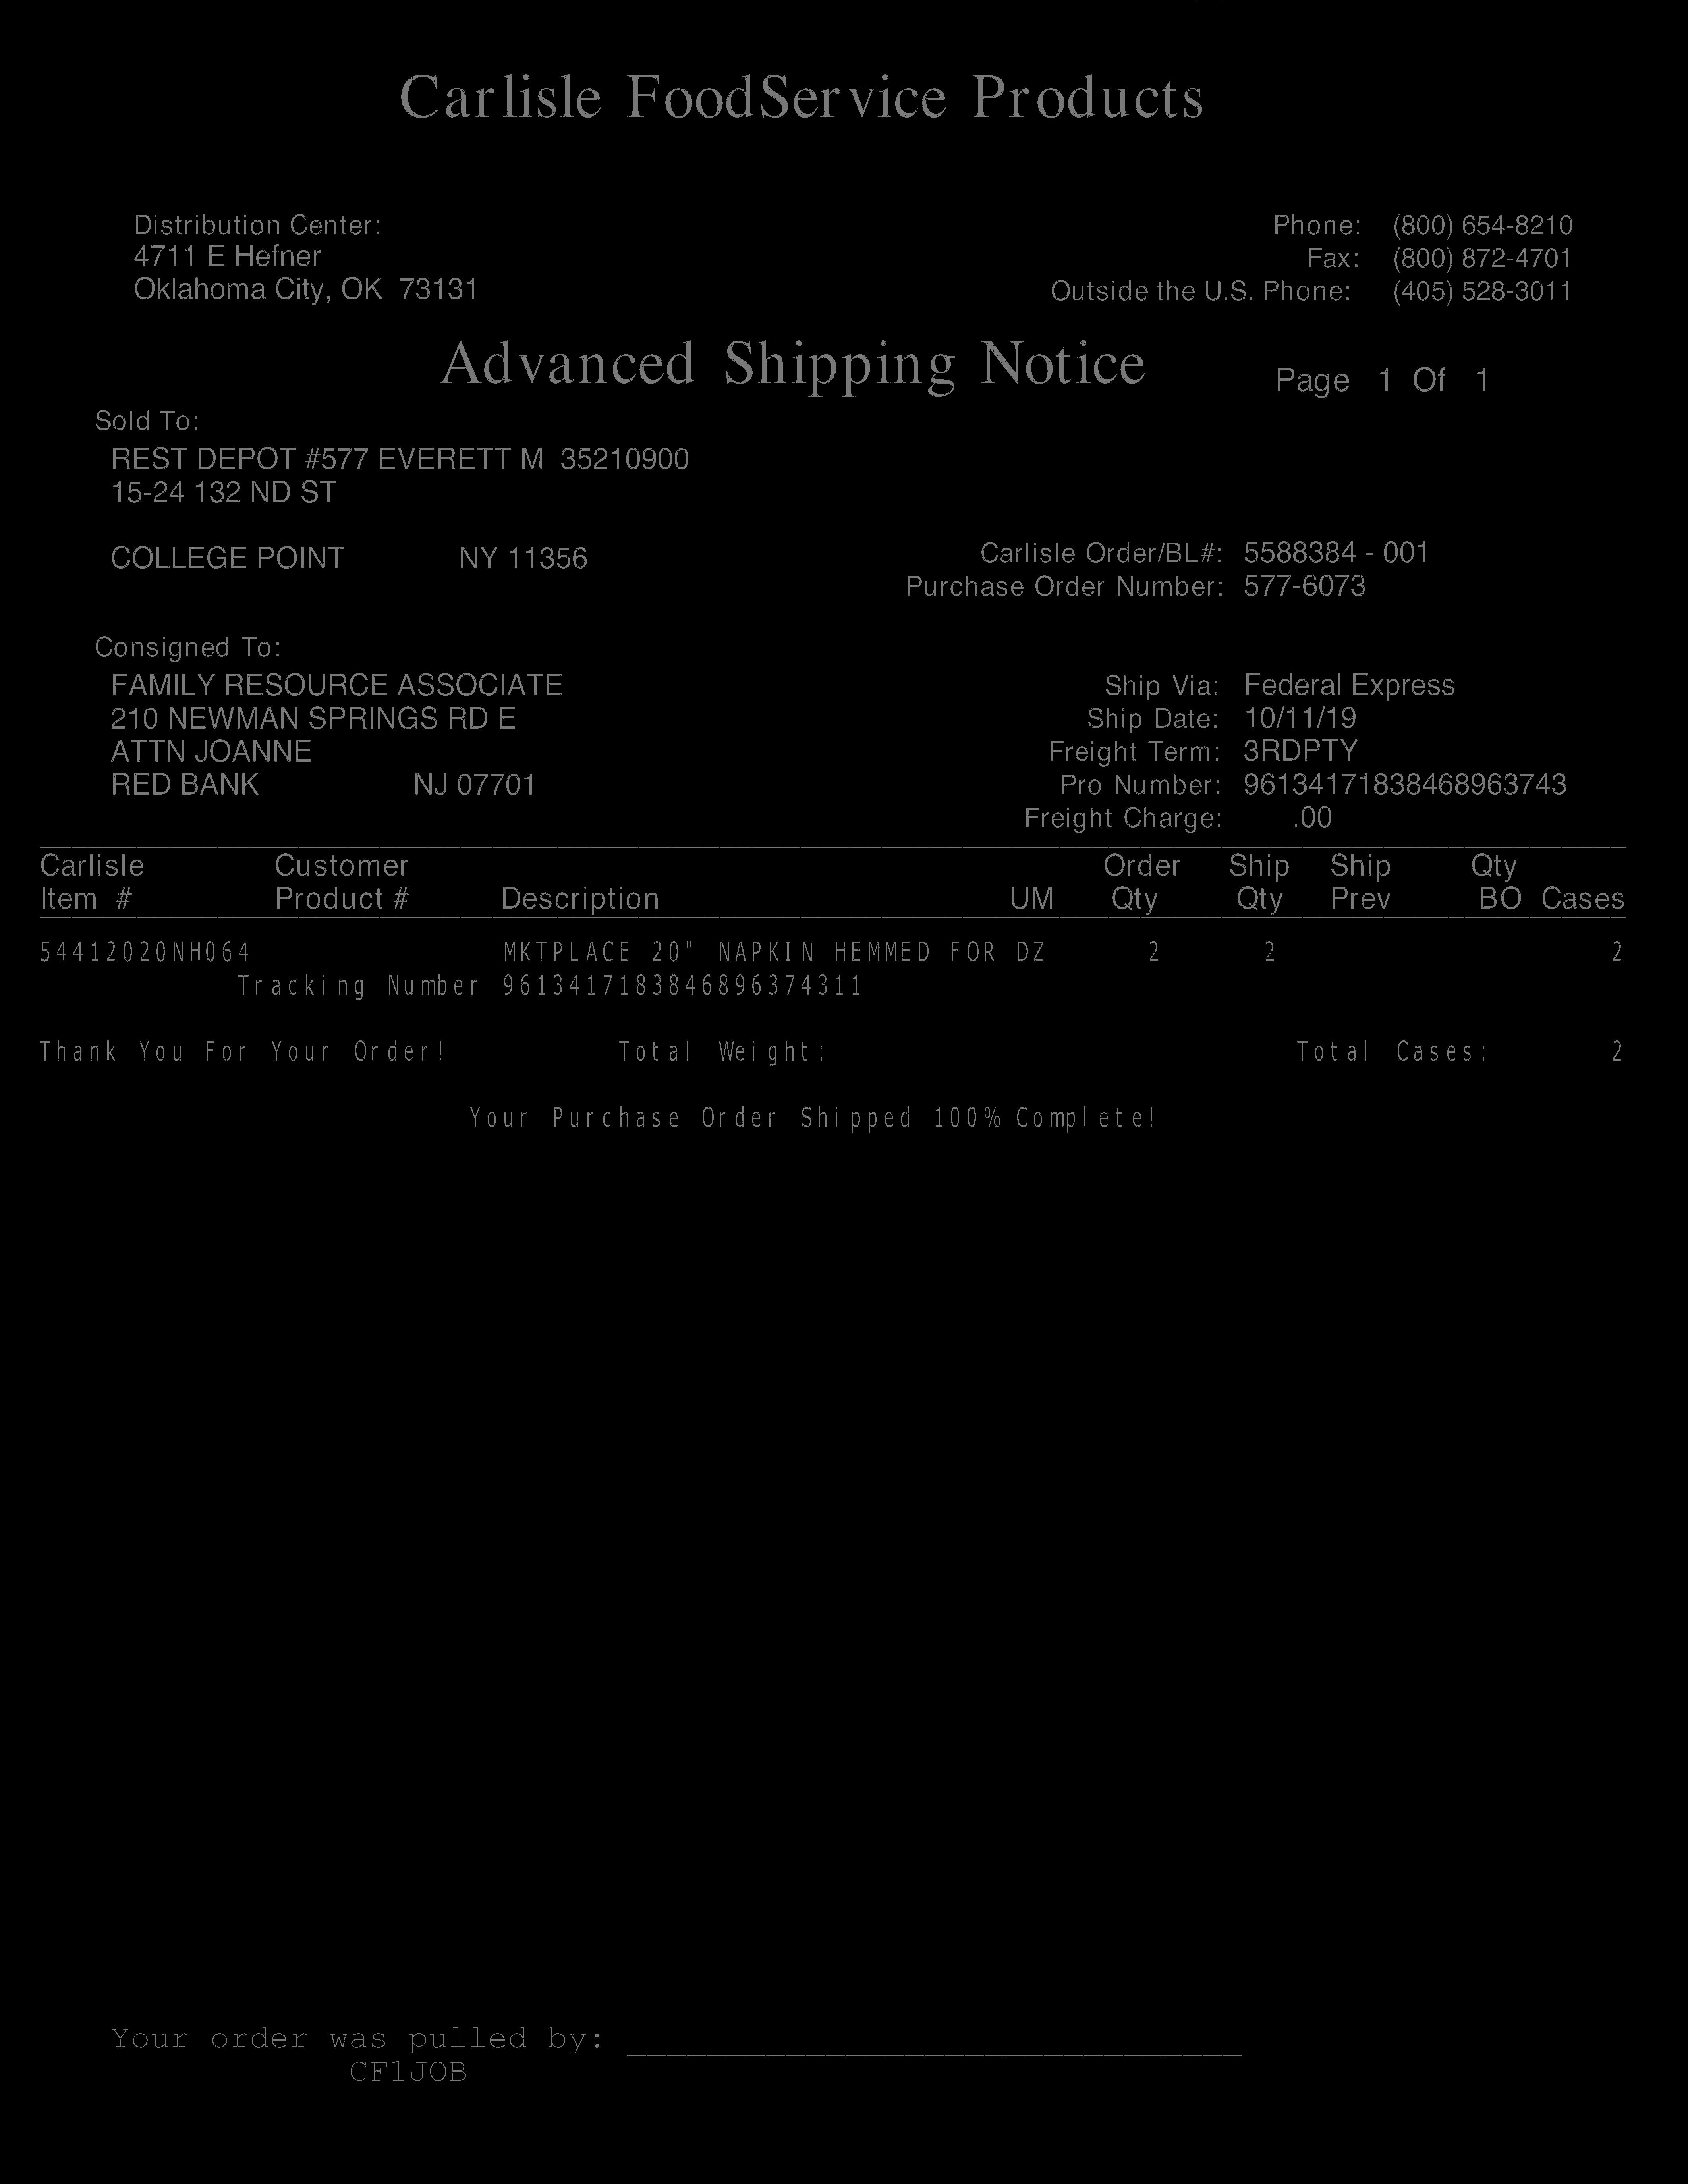 Carlisle FoodService Products
Distribution Center:
4711 E Hefner
Oklahoma City, OK 73131
Phone: (800) 654-8210
Fax: (800) 872-4701
Outside the U.S. Phone: (405) 528-3011
Advanced Shipping Notice
Page 1 Of 1
Sold To:
REST DEPOT #577 EVERETT M 35210900
15-24 132 ND ST
COLLEGE POINT NY 11356
Carlisle Order/BL#: 5588384 - 001
Purchase Order Number: 577-6073
Consigned To:
FAMILY RESOURCE ASSOCIATE
210 NEWMAN SPRINGS RD E
ATTN JOANNE
RED BANK NJ 07701
Ship Via: Federal Express
Ship Date: 10/11/19
Freight Term: 3RDPTY
Pro Number: 96134171838468963743
Freight Charge: .00
Carlisle Customer Order Ship Ship Qty
Item # Product # Description UM Qty Qty Prev BO Cases
54412020NH064 MKTPLACE 20" NAPKIN HEMMED FOR DZ 2 2 2
Tracking Number 9613417183846896374311
Thank You For Your Order! Total Weight: Total Cases: 2
Your Purchase Order Shipped 100% Complete!
Your order was pulled by: _______________________________
CF1JOB